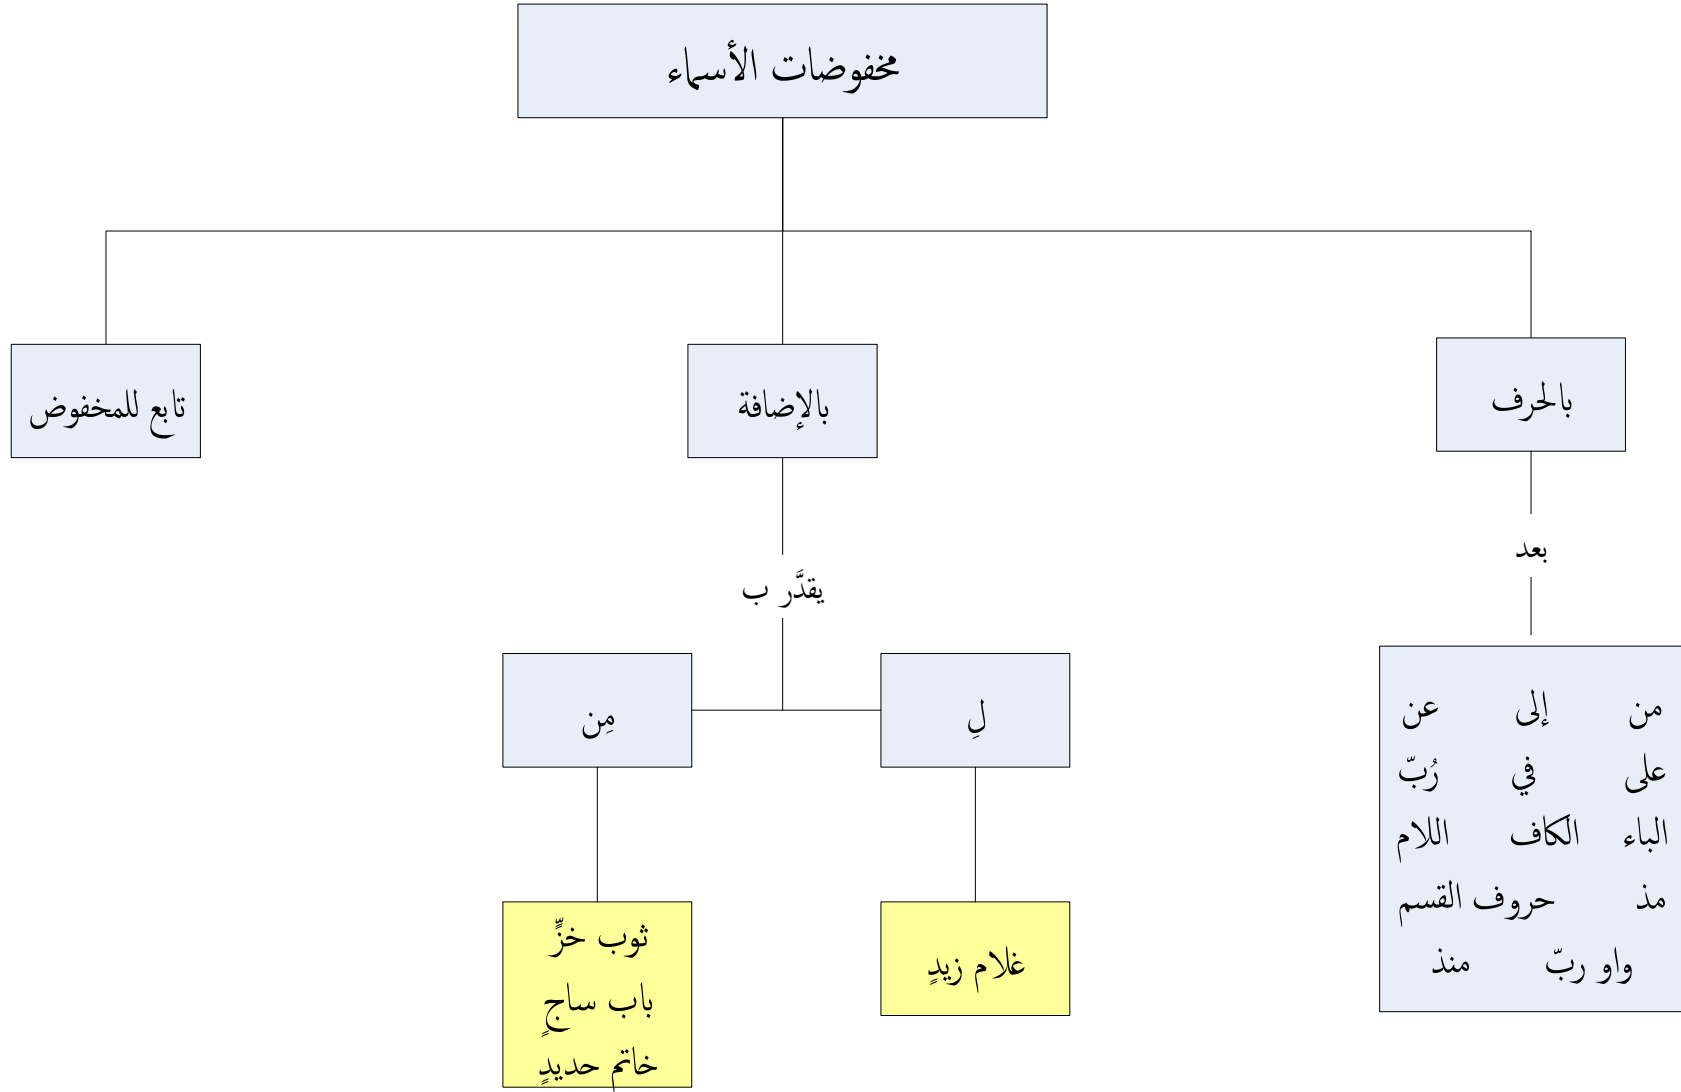 مخفوضات الأسماء
بالحرف
بالإضافة
تابع للمخفوض
بعد
يقدَّر ب
من إلى عن
على في رُبّ
الباء الكاف اللام
مذ حروف القسم
واو ربّ منذ
لِ
مِن
غلام زيدٍ
ثوب خزٍّ
باب ساجٍ
خاتم حديدٍ